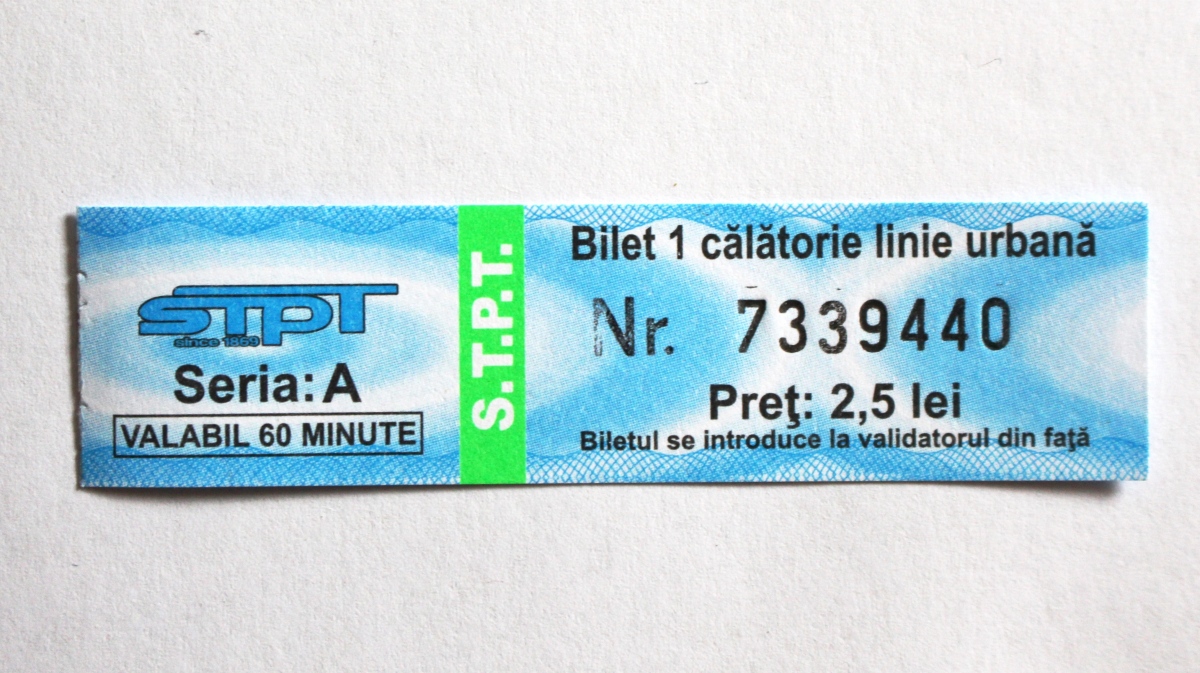 STPT
since 1869
Seria: A
VALABIL 60 MINUTE
S.T.P.T.
Bilet 1 călătorie linie urbană
Nr. 7339440
Preţ: 2,5 lei
Biletul se introduce la validatorul din faţă